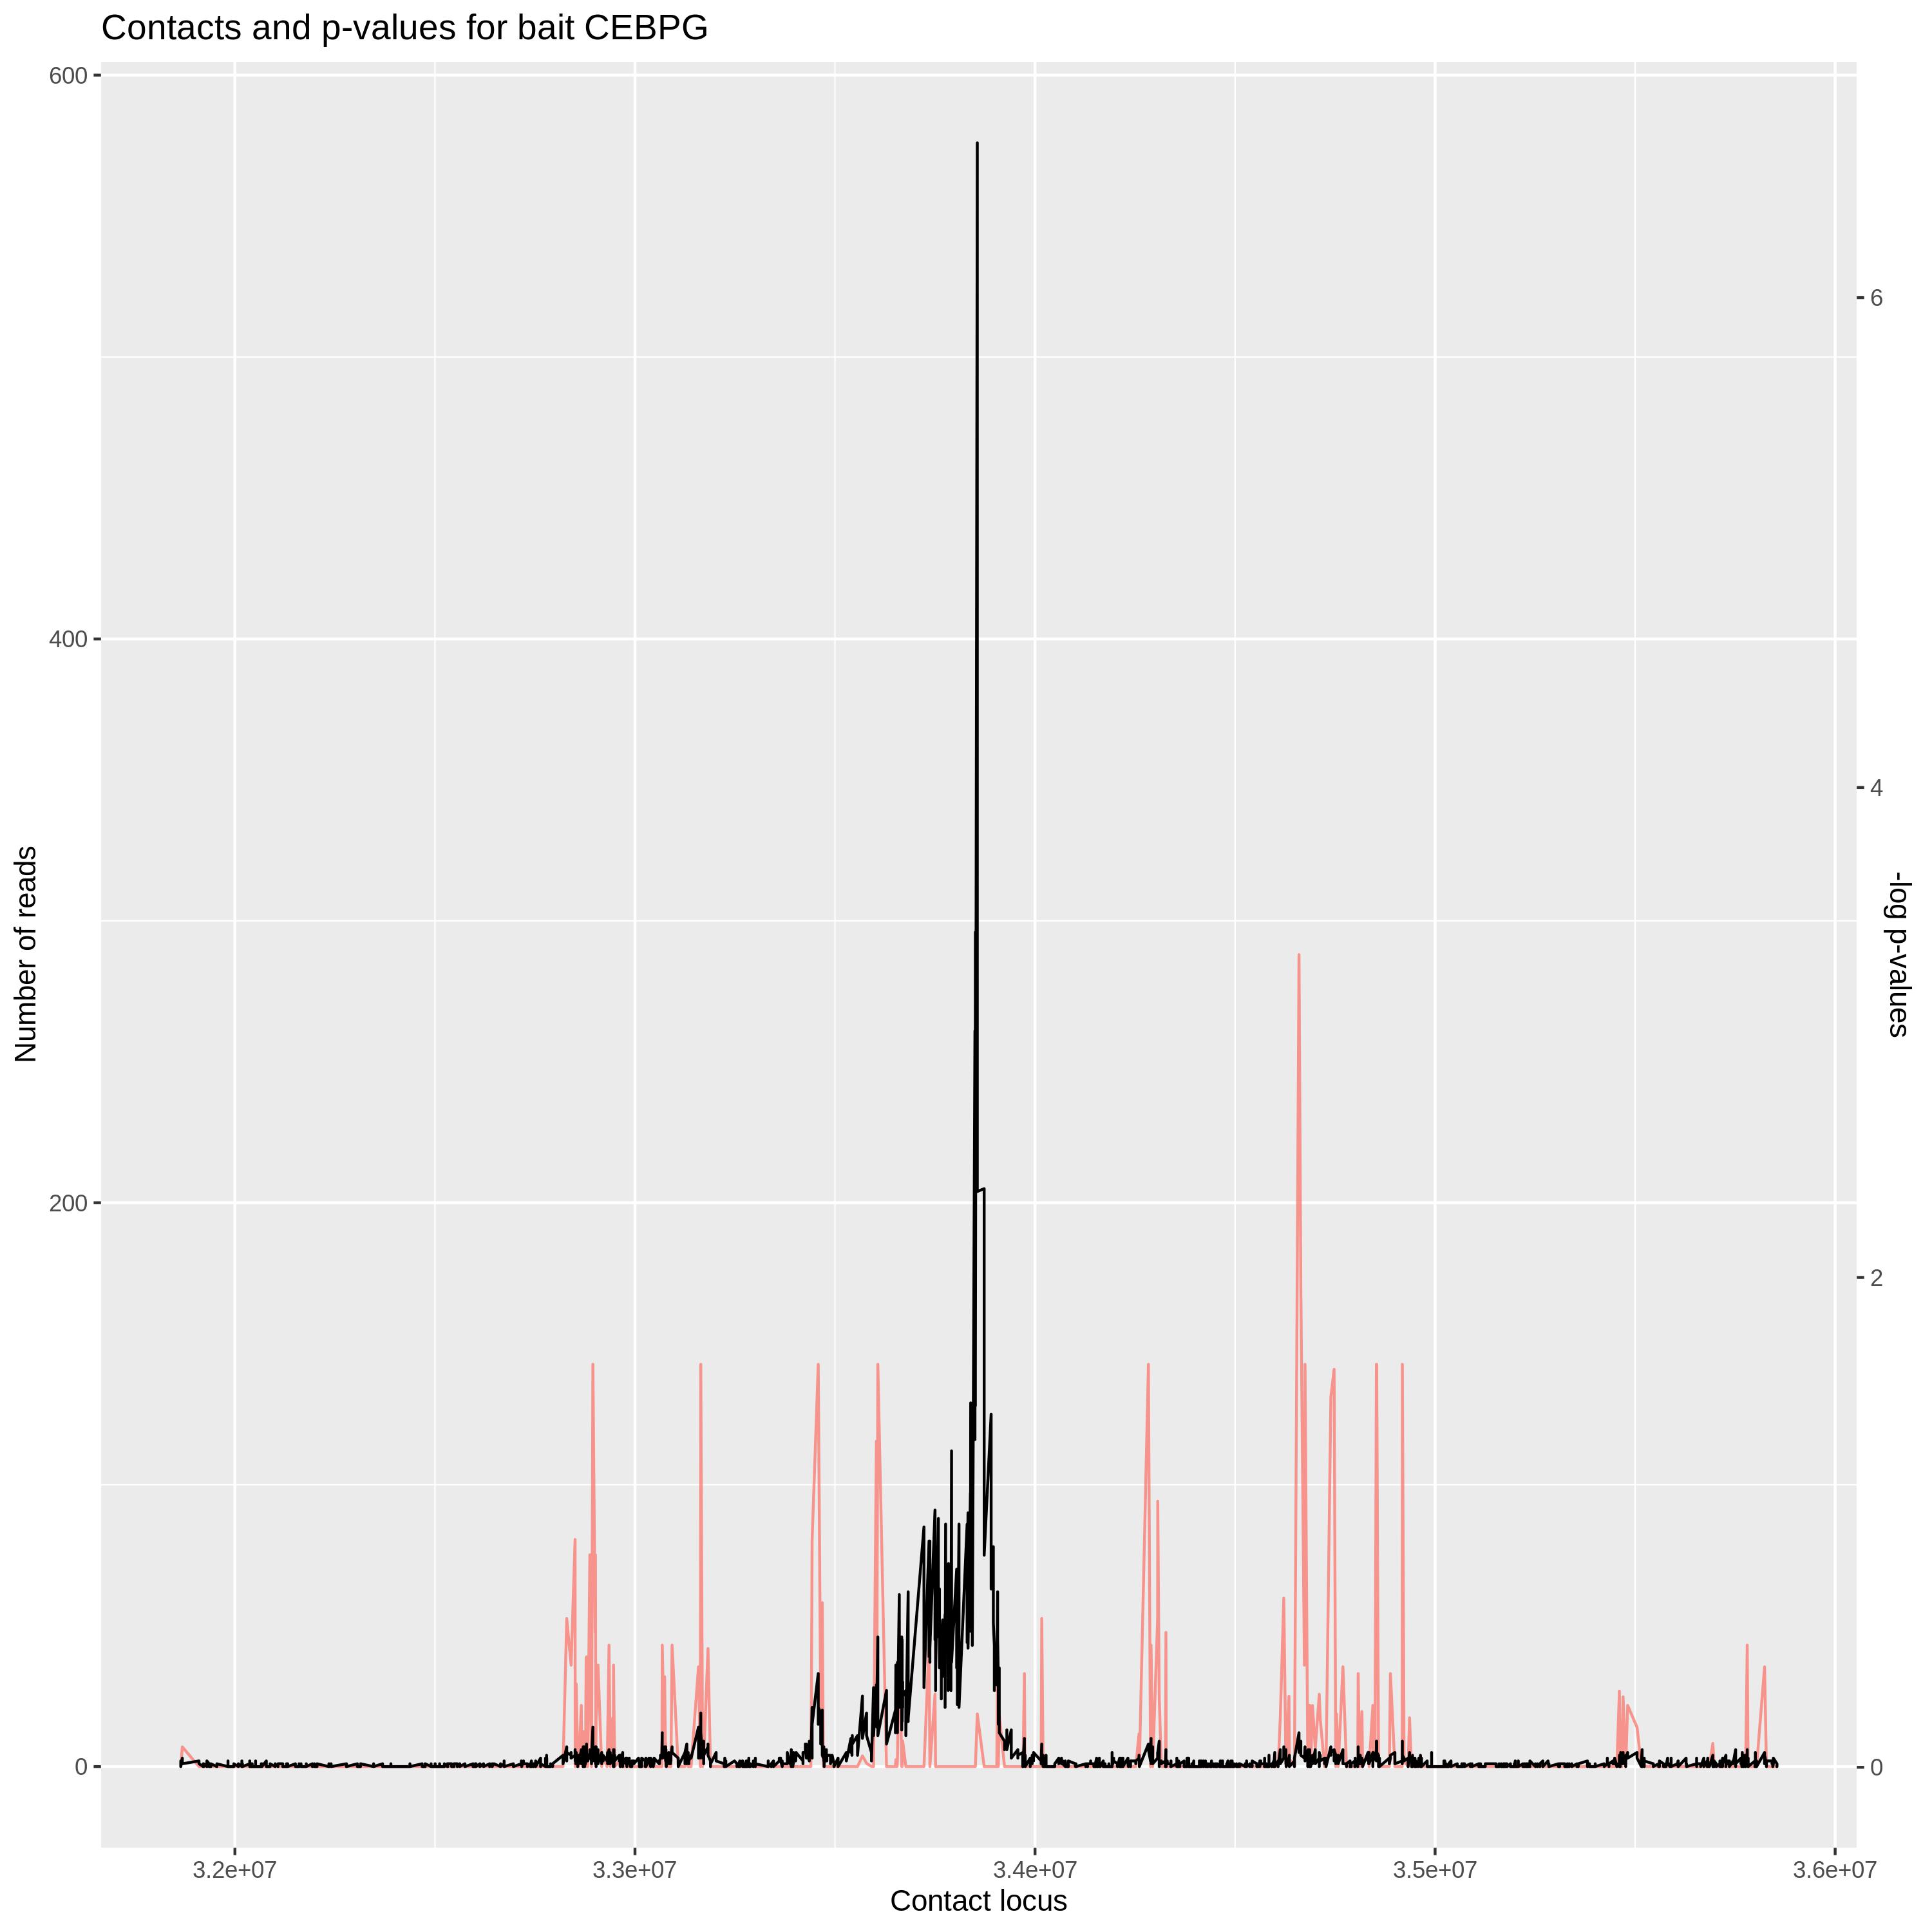 Contacts and p-values for bait CEBPG
600
400
200
0
Number of reads
6
4
2
0
-log p-values
3.2e+07
3.3e+07
3.4e+07
3.5e+07
3.6e+07
Contact locus